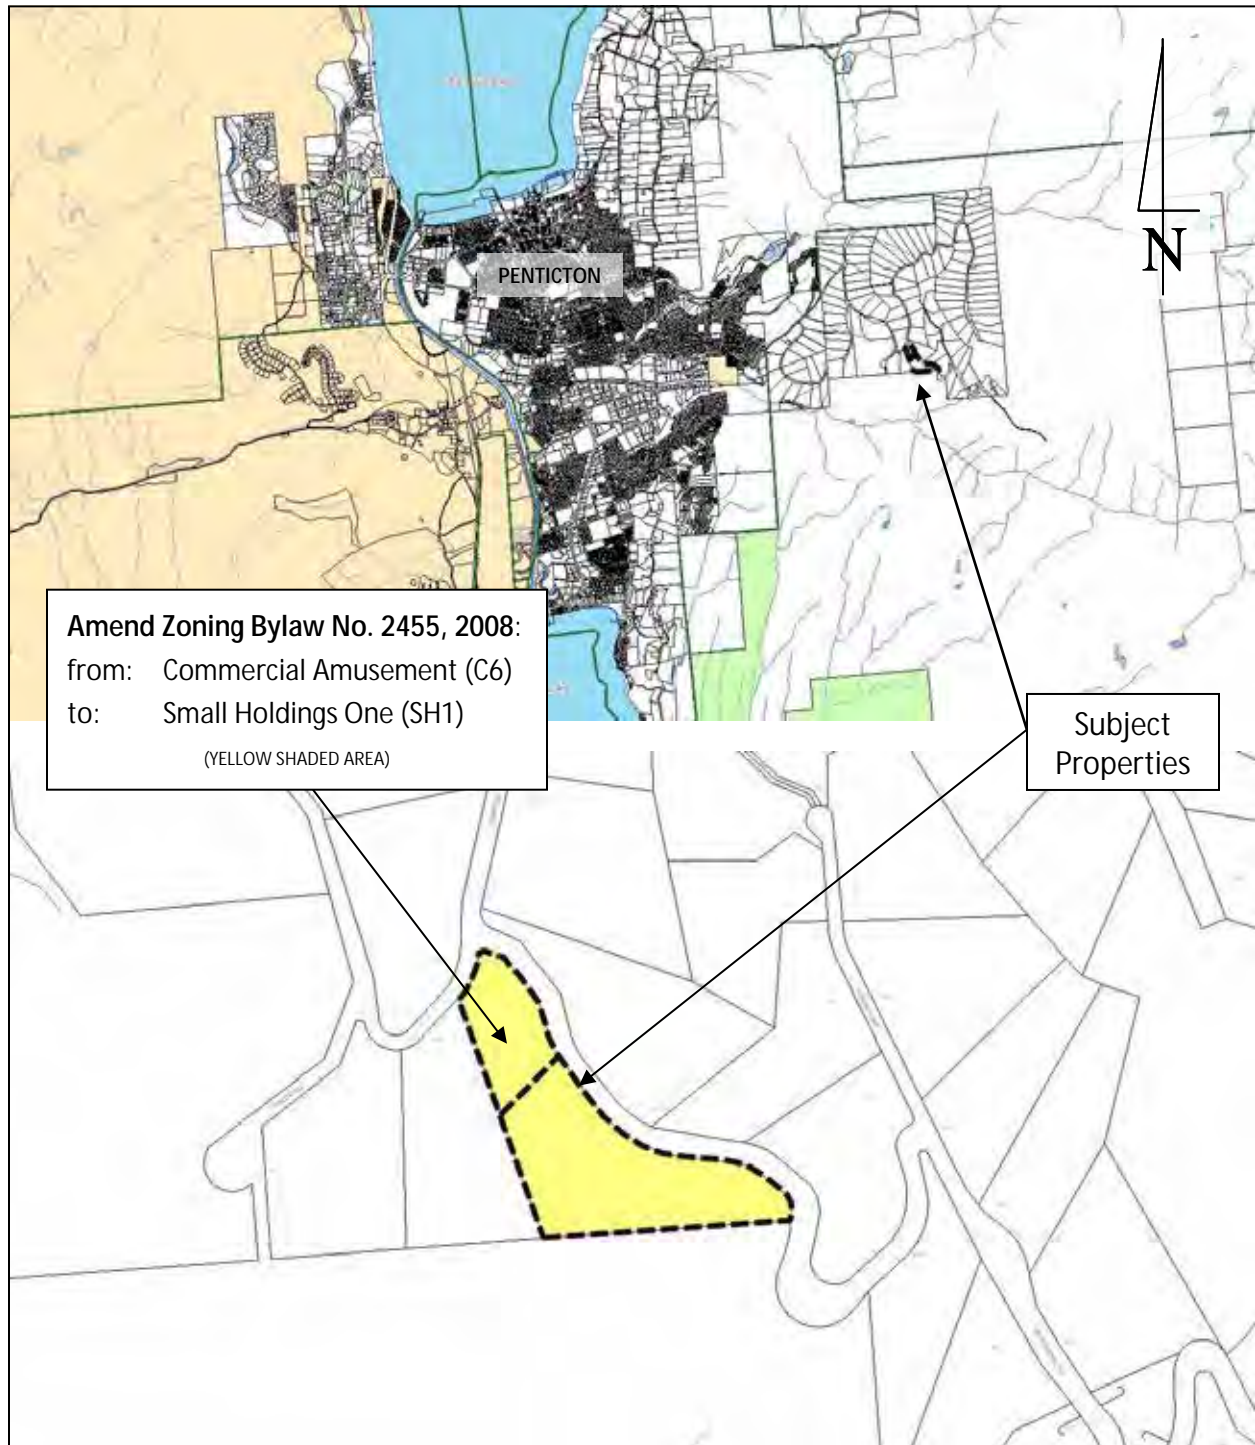 PENTICTON
N
Amend Zoning Bylaw No. 2455, 2008:
from: Commercial Amusement (C6)
to: Small Holdings One (SH1)
(YELLOW SHADED AREA)
Subject
Properties